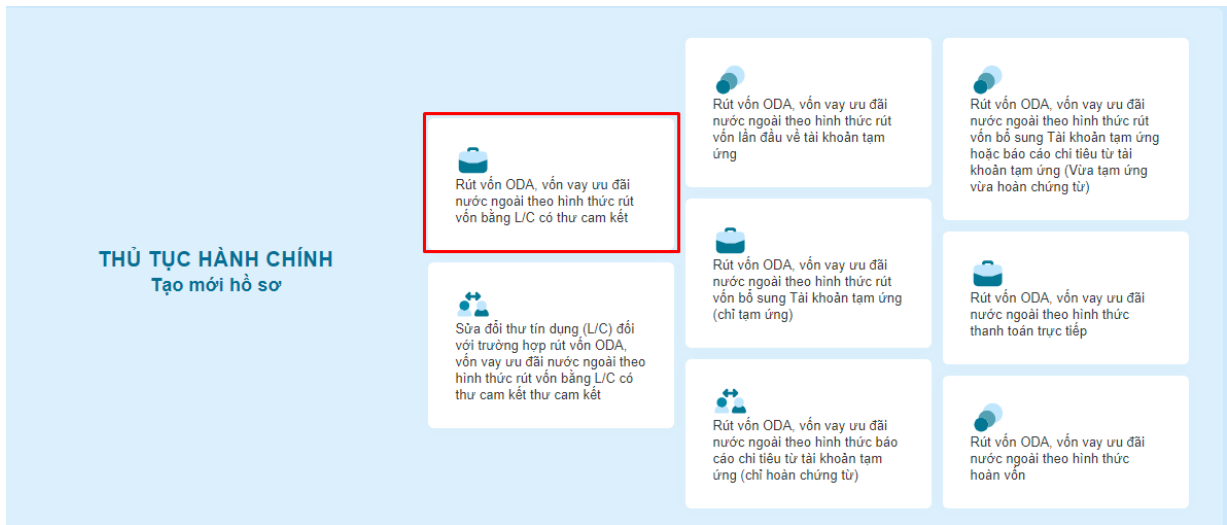 THỦ TỤC HÀNH CHÍNH
Tạo mới hồ sơ
Rút vốn ODA, vốn vay ưu đãi
nước ngoài theo hình thức rút
vốn bằng L/C có thư cam kết
Sửa đổi thư tín dụng (L/C) đối
với trường hợp rút vốn ODA,
vốn vay ưu đãi nước ngoài theo
hình thức rút vốn bằng L/C có
thư cam kết thư cam kết
Rút vốn ODA, vốn vay ưu đãi
nước ngoài theo hình thức rút
vốn lần đầu về tài khoản tạm
ứng
Rút vốn ODA, vốn vay ưu đãi
nước ngoài theo hình thức rút
vốn bổ sung Tài khoản tạm ứng
(chỉ tạm ứng)
Rút vốn ODA, vốn vay ưu đãi
nước ngoài theo hình thức báo
cáo chi tiêu từ tài khoản tạm
ứng (chỉ hoàn chứng từ)
Rút vốn ODA, vốn vay ưu đãi
nước ngoài theo hình thức rút
vốn bổ sung Tài khoản tạm ứng
hoặc báo cáo chi tiêu từ tài
khoản tạm ứng (Vừa tạm ứng
vừa hoàn chứng từ)
Rút vốn ODA, vốn vay ưu đãi
nước ngoài theo hình thức
thanh toán trực tiếp
Rút vốn ODA, vốn vay ưu đãi
nước ngoài theo hình thức
hoàn vốn